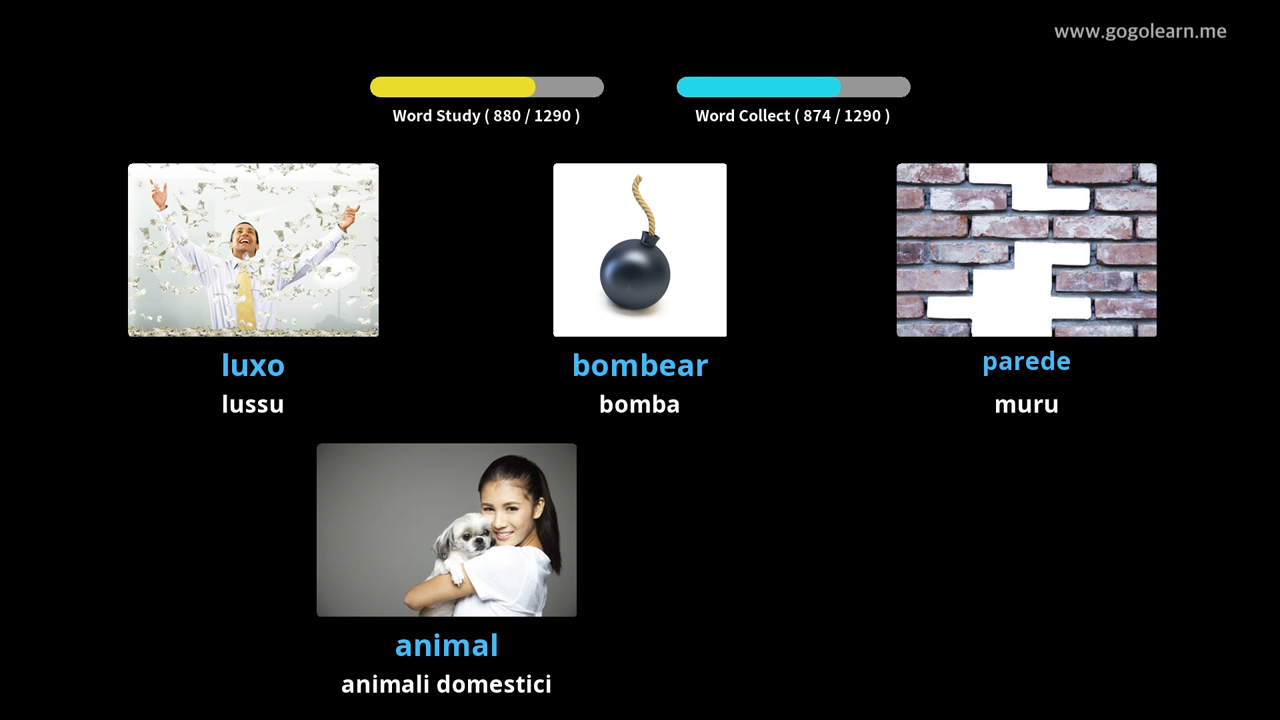 www.gogolearn.me
Word Study ( 880 / 1290 )
Word Collect ( 874 / 1290 )
luxo
lussu
bombear
bomba
parede
muru
animal
animali domestici